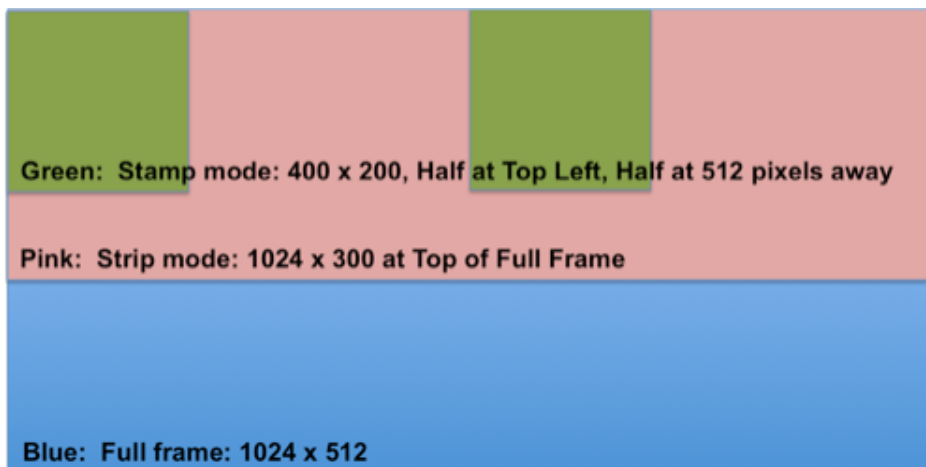 Green:  Stamp mode: 400 x 200, Half at Top Left, Half at 512 pixels away
Pink:  Strip mode: 1024 x 300 at Top of Full Frame
Blue:  Full frame: 1024 x 512